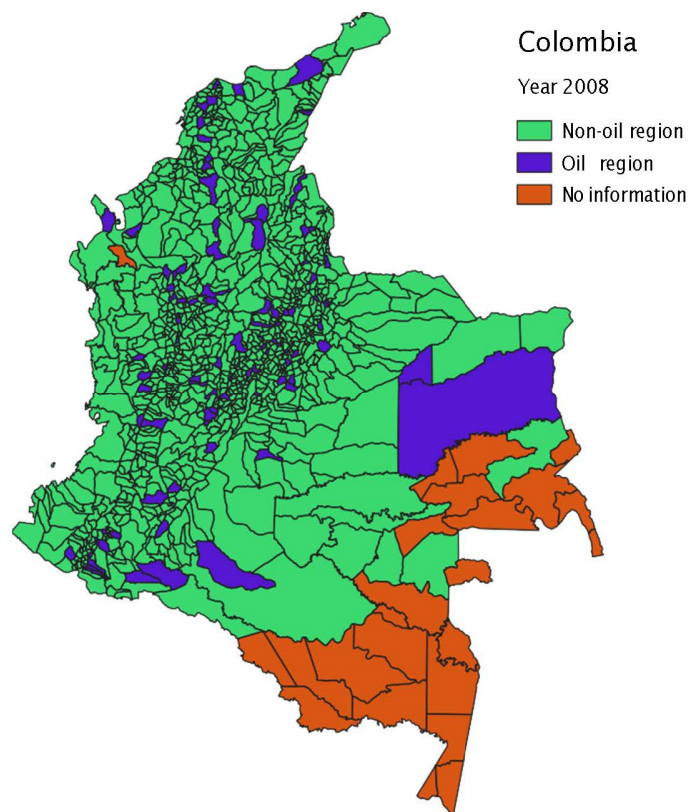 Colombia
Year 2008
Non-oil region
Oil region
No information